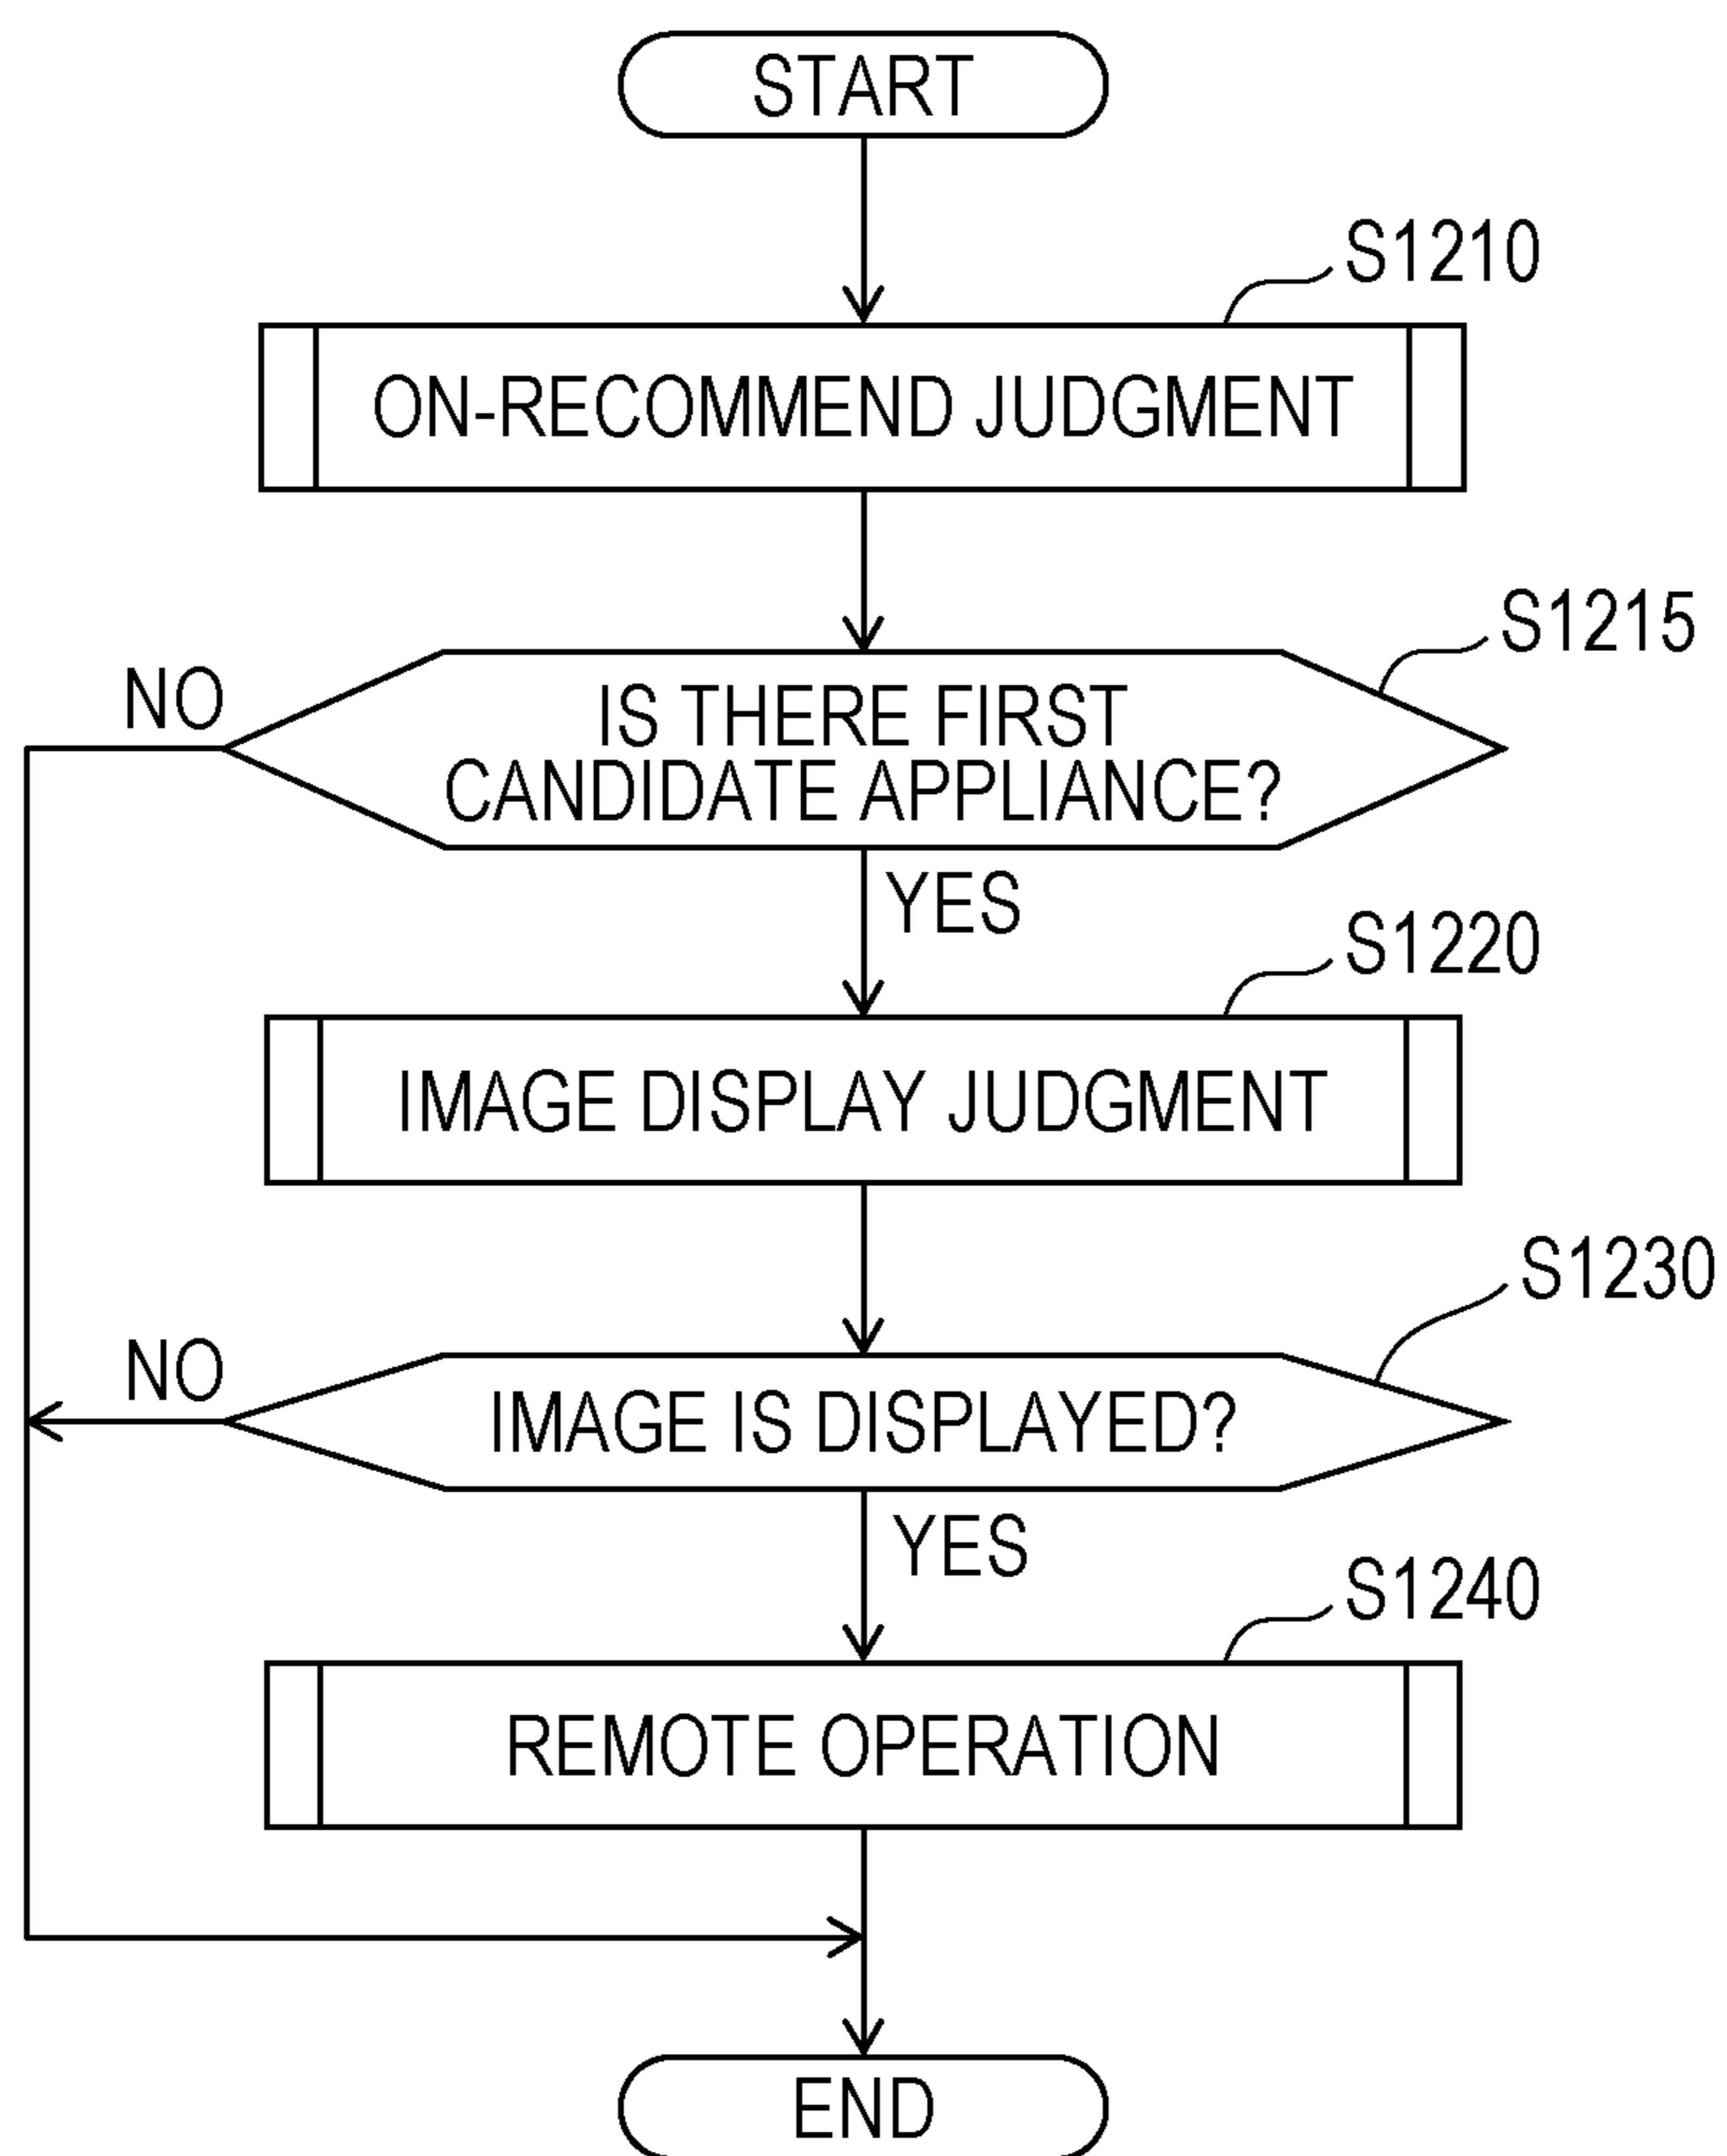 START
S1210
ON-RECOMMEND JUDGMENT
S1215
NO
IS THERE FIRST
CANDIDATE APPLIANCE?
YES
S1220
IMAGE DISPLAY JUDGMENT
S1230
NO
IMAGE IS DISPLAYED?
YES
S1240
REMOTE OPERATION
END